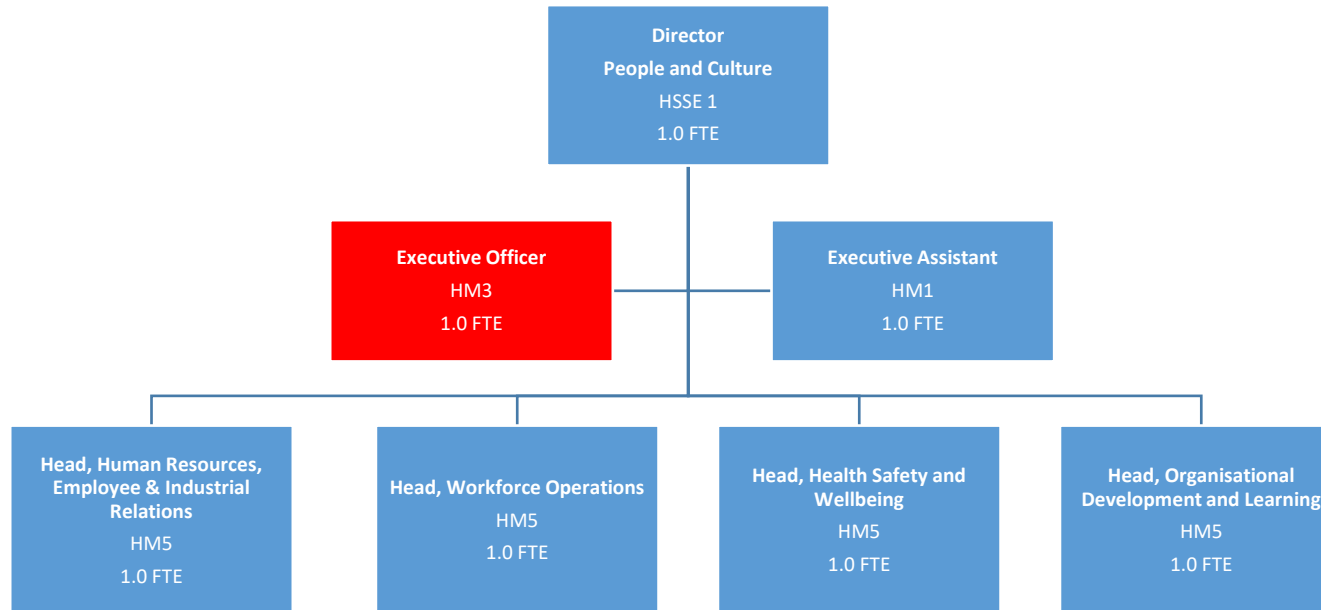 Director
People and Culture
HSSE 1
1.0 FTE
Executive Officer
HM3
1.0 FTE
Executive Assistant
HM1
1.0 FTE
Head, Human Resources,
Employee & Industrial
Relations
HM5
1.0 FTE
Head, Workforce Operations
HM5
1.0 FTE
Head, Health Safety and
Wellbeing
HM5
1.0 FTE
Head, Organisational
Development and Learning
HM5
1.0 FTE